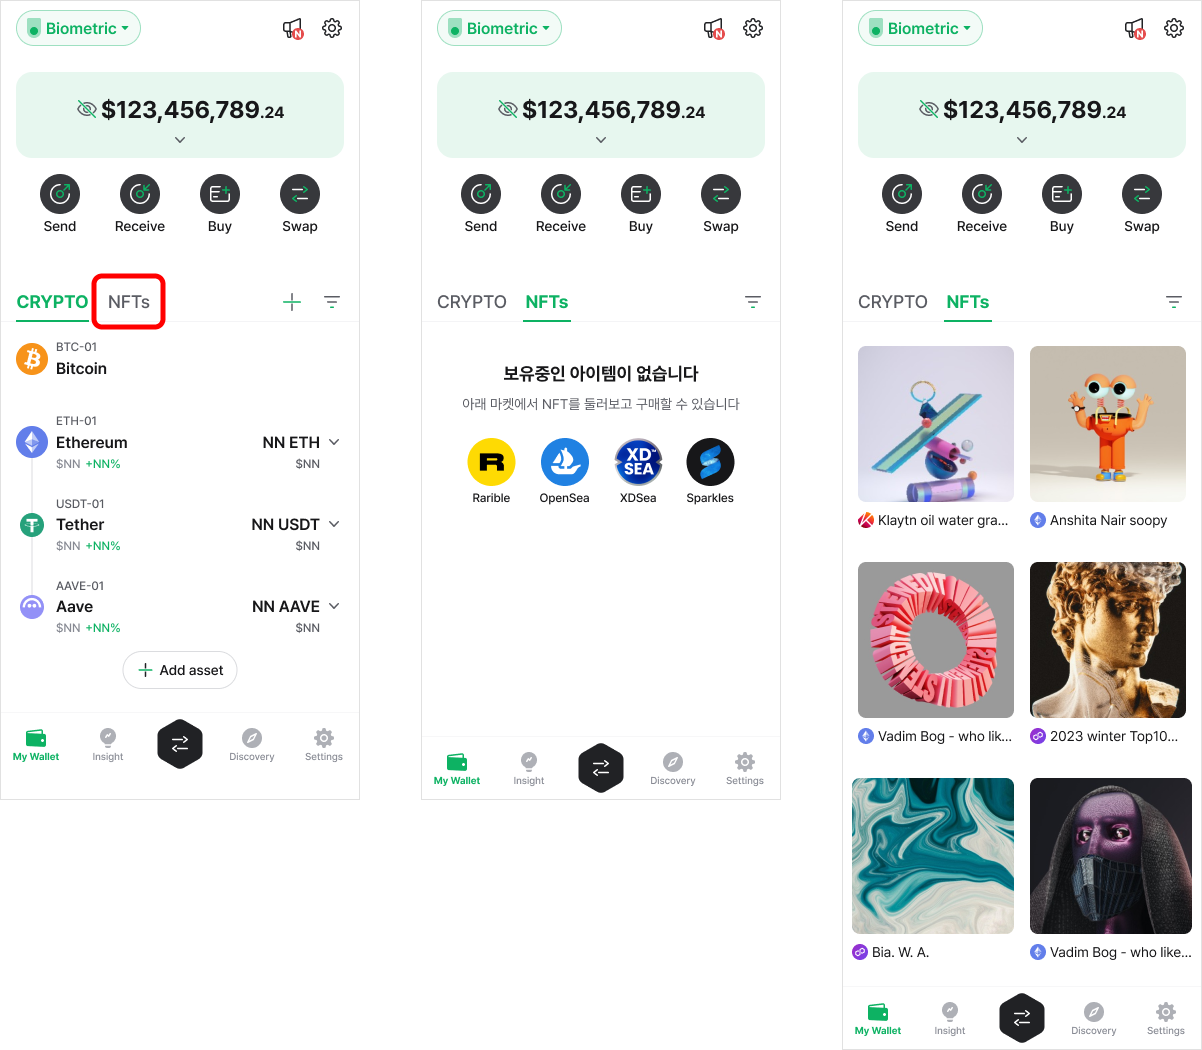 Biometric
N
$123,456,789.24
Send
Receive
Buy
Swap
CRYPTO
NFTs
BTC-01
Bitcoin
ETH-01
Ethereum
NN ETH
$NN +NN%
$NN
USDT-01
Tether
NN USDT
$NN +NN%
$NN
AAVE-01
Aave
NN AAVE
$NN +NN%
$NN
Add asset
My Wallet
Insight
Discovery
Settings
Biometric
N
$123,456,789.24
Send
Receive
Buy
Swap
CRYPTO
NFTs
보유중인 아이템이 없습니다
아래 마켓에서 NFT를 둘러보고 구매할 수 있습니다
R
XD
SEA
Rarible
OpenSea
XDSea
Sparkles
My Wallet
Insight
Discovery
Settings
Biometric
N
$123,456,789.24
Send
Receive
Buy
Swap
CRYPTO
NFTs
Klaytn oil water gra...
Anshita Nair soopy
Vadim Bog - who lik...
2023 winter Top10...
Bia. W. A.
Vadim Bog - who like...
My Wallet
Insight
Discovery
Settings